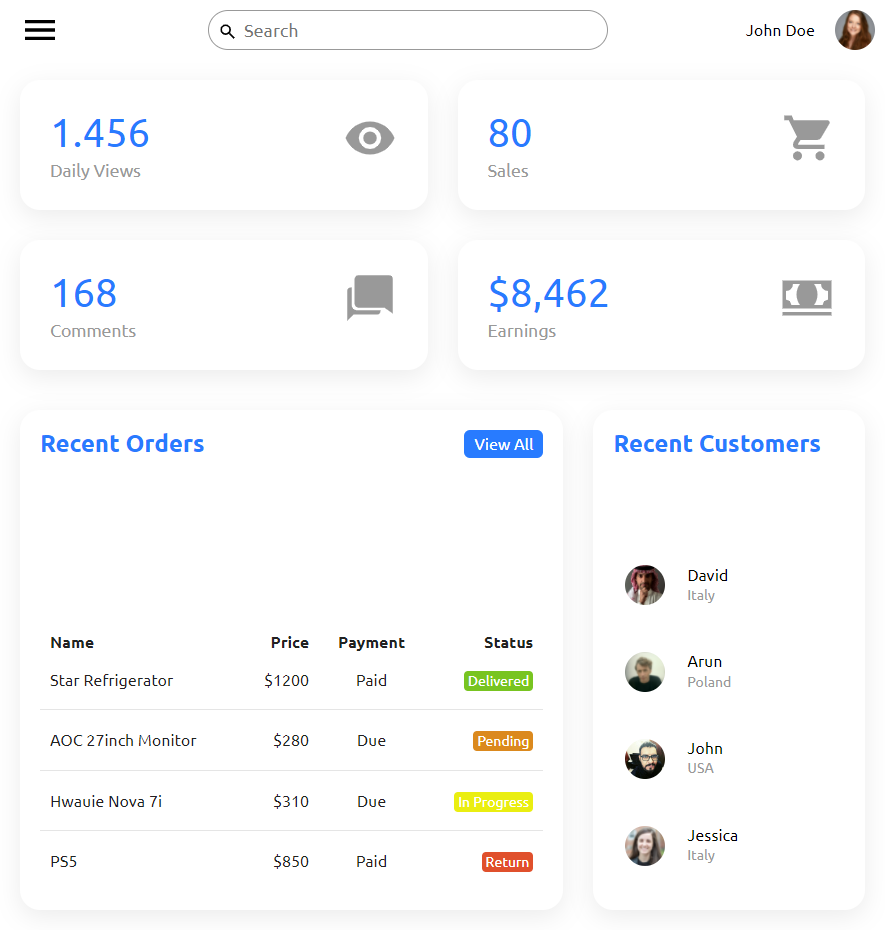 Search
John Doe
1.456
Daily Views
80
Sales
168
Comments
$8,462
Earnings
Recent Orders
View All
Name Price Payment Status
Star Refrigerator $1200 Paid Delivered
AOC 27inch Monitor $280 Due Pending
Hwauie Nova 7i $310 Due In Progress
PS5 $850 Paid Return
Recent Customers
David
Italy
Arun
Poland
John
USA
Jessica
Italy